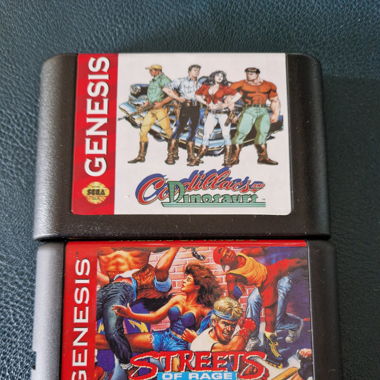 GENESIS
SEGA
Cadillacs and
Dinosaurs
GENESIS
STREETS
OF RAGE